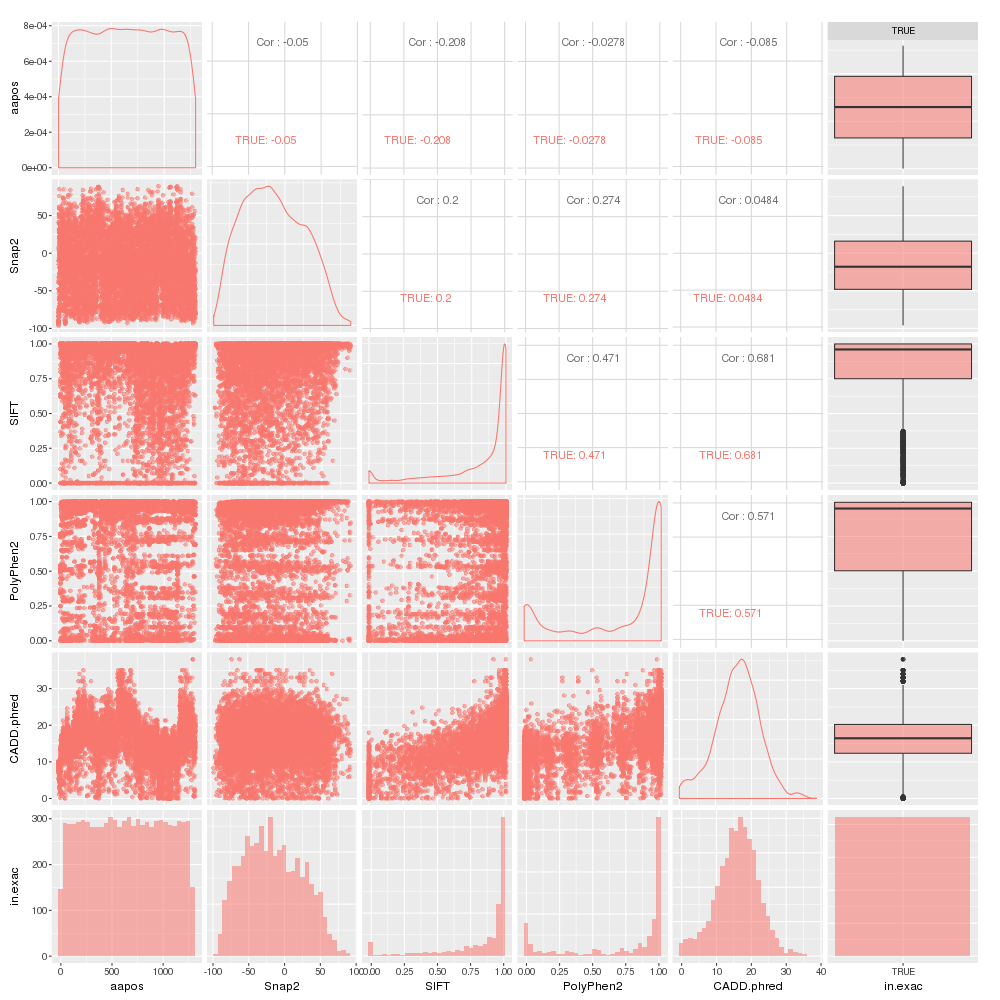 8e-04
6e-04
4e-04
2e-04
0e+00
aapos
Cor : -0.05
TRUE: -0.05
Cor : -0.208
TRUE: -0.208
Cor : -0.0278
TRUE: -0.0278
Cor : -0.085
TRUE: -0.085
TRUE
50
0
-50
-100
Snap2
Cor : 0.2
TRUE: 0.2
Cor : 0.274
TRUE: 0.274
Cor : 0.0484
TRUE: 0.0484
1.00
0.75
0.50
0.25
0.00
SIFT
Cor : 0.471
TRUE: 0.471
Cor : 0.681
TRUE: 0.681
1.00
0.75
0.50
0.25
0.00
PolyPhen2
Cor : 0.571
TRUE: 0.571
30
20
10
0
CADD.phred
300
200
100
0
in.exac
0 500 1000
-100 -50 0 50 100
0.00 0.25 0.50 0.75 1.00
0.00 0.25 0.50 0.75 1.00
0 10 20 30 40
TRUE
aapos Snap2 SIFT PolyPhen2 CADD.phred in.exac